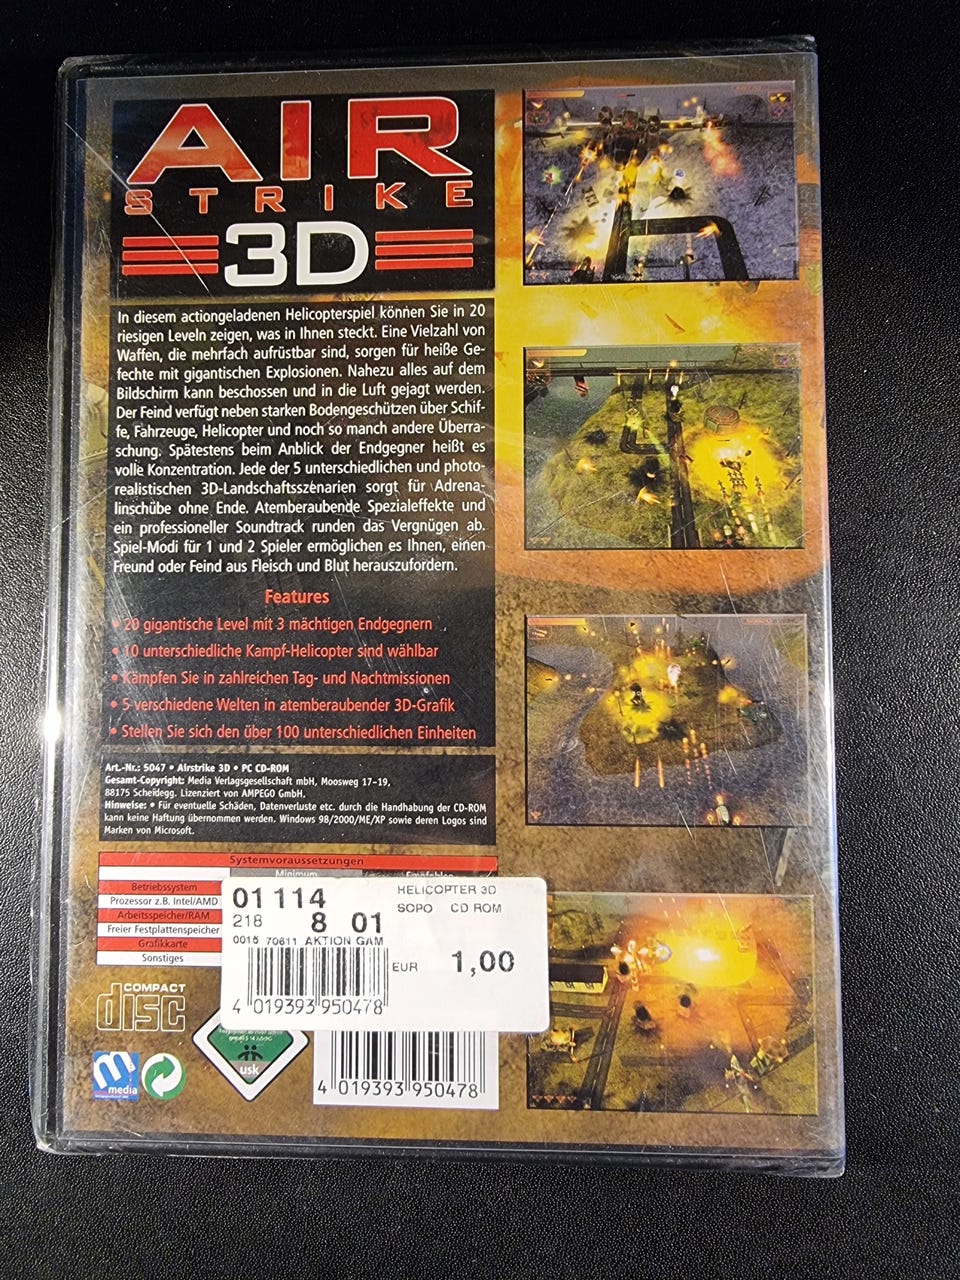 AIR
STRIKE
3D
In diesem actiongeladenen Helicopterspiel können Sie in 20
riesigen Leveln zeigen, was in Ihnen steckt. Eine Vielzahl von
Waffen, die mehrfach aufrüstbar sind, sorgen für heiße Ge-
fechte mit gigantischen Explosionen. Nahezu alles auf dem
Bildschirm kann beschossen und in die Luft gejagt werden.
Der Feind verfügt neben starken Bodengeschützen über Schif-
fe, Fahrzeuge, Helicopter und noch so manch andere Überra-
schung. Spätestens beim Anblick der Endgegner heißt es
volle Konzentration. Jede der 5 unterschiedlichen und photo-
realistischen 3D-Landschaftsszenarien sorgt für Adrena-
linschübe ohne Ende. Atemberaubende Spezialeffekte und
ein professioneller Soundtrack runden das Vergnügen ab.
Spiel-Modi für 1 und 2 Spieler ermöglichen es Ihnen, einen
Freund oder Feind aus Fleisch und Blut herauszufordern.
Features
• 20 gigantische Level mit 3 mächtigen Endgegnern
• 10 unterschiedliche Kampf-Helicopter sind wählbar
• Kämpfen Sie in zahlreichen Tag- und Nachtmissionen
• 5 verschiedene Welten in atemberaubender 3D-Grafik
• Stellen Sie sich den über 100 unterschiedlichen Einheiten
Art.-Nr.: 5047 • Airstrike 3D • PC CD-ROM
Gesamt-Copyright: Media Verlagsgesellschaft mbH, Moosweg 17-19,
88175 Scheidegg. Lizenziert von AMPEGO GmbH.
Hinweise: • Für eventuelle Schäden, Datenverluste etc. durch die Handhabung der CD-ROM
kann keine Haftung übernommen werden. Windows 98/2000/ME/XP sowie deren Logos sind
Marken von Microsoft.
Systemvoraussetzungen
Minimum Empfohlen
Betriebssystem
Prozessor z.B. Intel/AMD
Arbeitsspeicher/RAM
Freier Festplattenspeicher
Grafikkarte
Sonstiges
01 114
218 8 01
0015 70611 AKTION GAM
4 019393 950478
HELICOPTER 3D
SOPO CD ROM
EUR 1,00
COMPACT
disc
m
media
usk
4 019393 950478